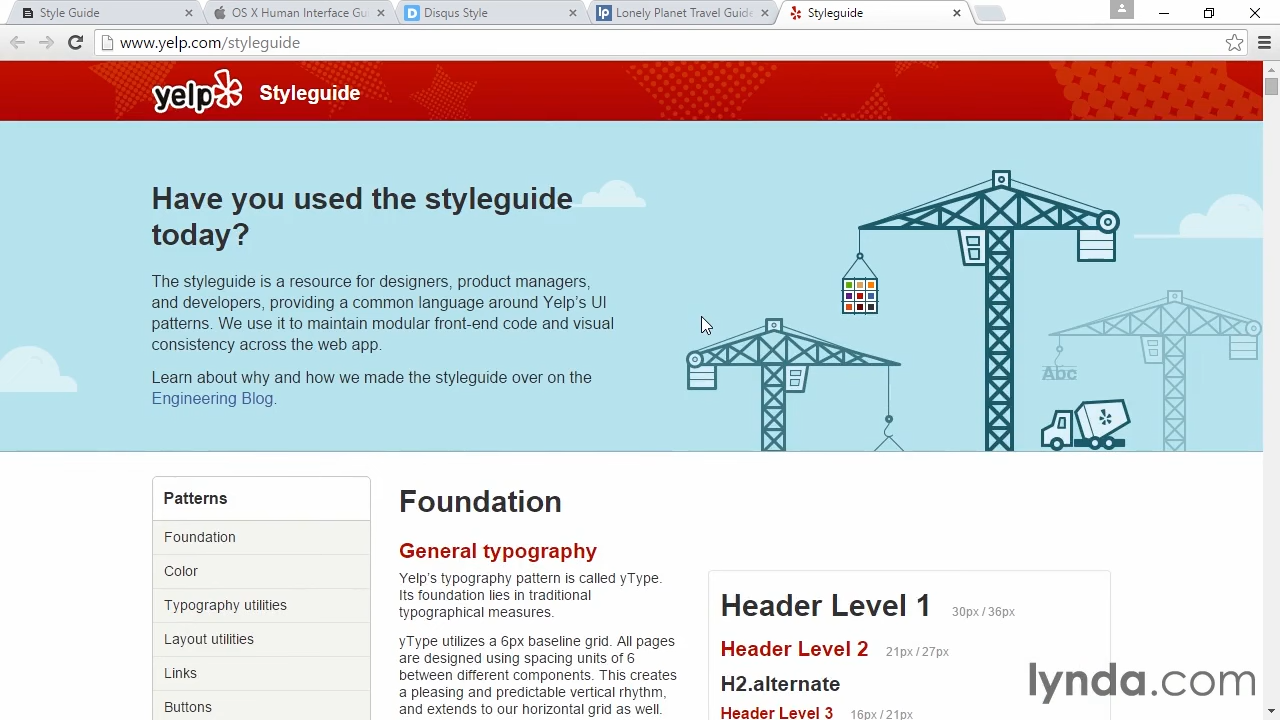 Style Guide
OS X Human Interface Gui
Disqus Style
lp Lonely Planet Travel Guide
Styleguide
www.yelp.com/styleguide
yelp Styleguide
Have you used the styleguide
today?
The styleguide is a resource for designers, product managers,
and developers, providing a common language around Yelp's UI
patterns. We use it to maintain modular front-end code and visual
consistency across the web app.
Learn about why and how we made the styleguide over on the
Engineering Blog.
Abc
Patterns
Foundation
Color
Typography utilities
Layout utilities
Links
Buttons
Foundation
General typography
Yelp's typography pattern is called yType.
Its foundation lies in traditional
typographical measures.
yType utilizes a 6px baseline grid. All pages
are designed using spacing units of 6
between different components. This creates
a pleasing and predictable vertical rhythm,
and extends to our horizontal grid as well.
Header Level 1 30px / 36px
Header Level 2 21px / 27px
H2.alternate
Header Level 3 16px / 21px
lynda.com